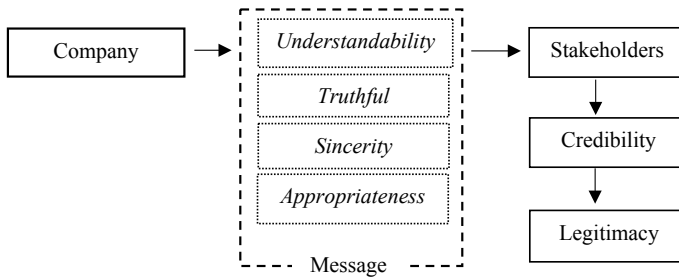 Company
Understandability
Truthful
Sincerity
Appropriateness
Message
Stakeholders
Credibility
Legitimacy